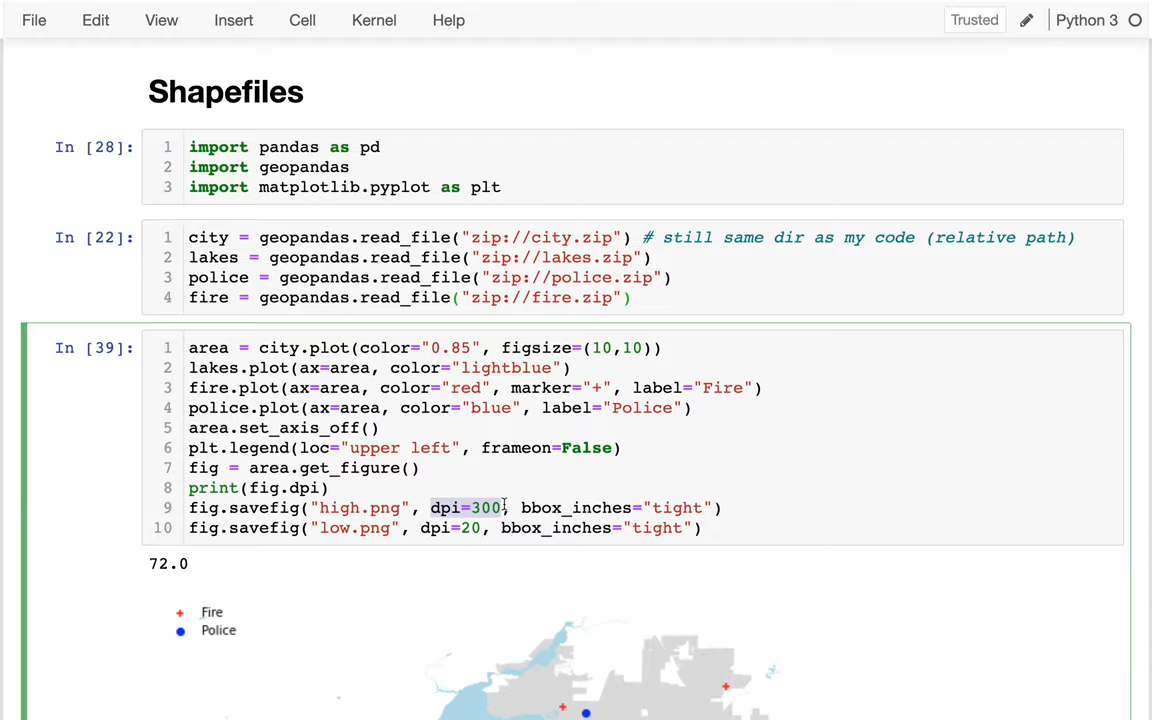 File Edit View Insert Cell Kernel Help Trusted Python 3
Shapefiles
In [28]:
1 import pandas as pd
2 import geopandas
3 import matplotlib.pyplot as plt
In [22]:
1 city = geopandas.read_file("zip://city.zip") # still same dir as my code (relative path)
2 lakes = geopandas.read_file("zip://lakes.zip")
3 police = geopandas.read_file("zip://police.zip")
4 fire = geopandas.read_file("zip://fire.zip")
In [39]:
1 area = city.plot(color="0.85", figsize=(10,10))
2 lakes.plot(ax=area, color="lightblue")
3 fire.plot(ax=area, color="red", marker="+", label="Fire")
4 police.plot(ax=area, color="blue", label="Police")
5 area.set_axis_off()
6 plt.legend(loc="upper left", frameon=False)
7 fig = area.get_figure()
8 print(fig.dpi)
9 fig.savefig("high.png", dpi=300, bbox_inches="tight")
10 fig.savefig("low.png", dpi=20, bbox_inches="tight")
72.0
Fire
Police